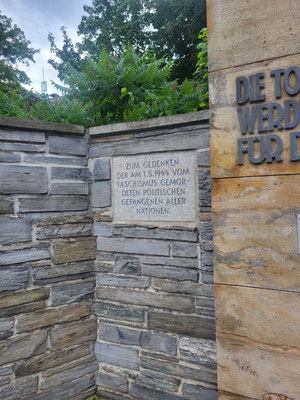 ZUM GEDENKEN
DER AM 1.5.1944 VOM
FASCHISMUS GEMOR-
DETEN POLITISCHEN
GEFANGENEN ALLER
NATIONEN.
DIE TO
WERD
FÜR D